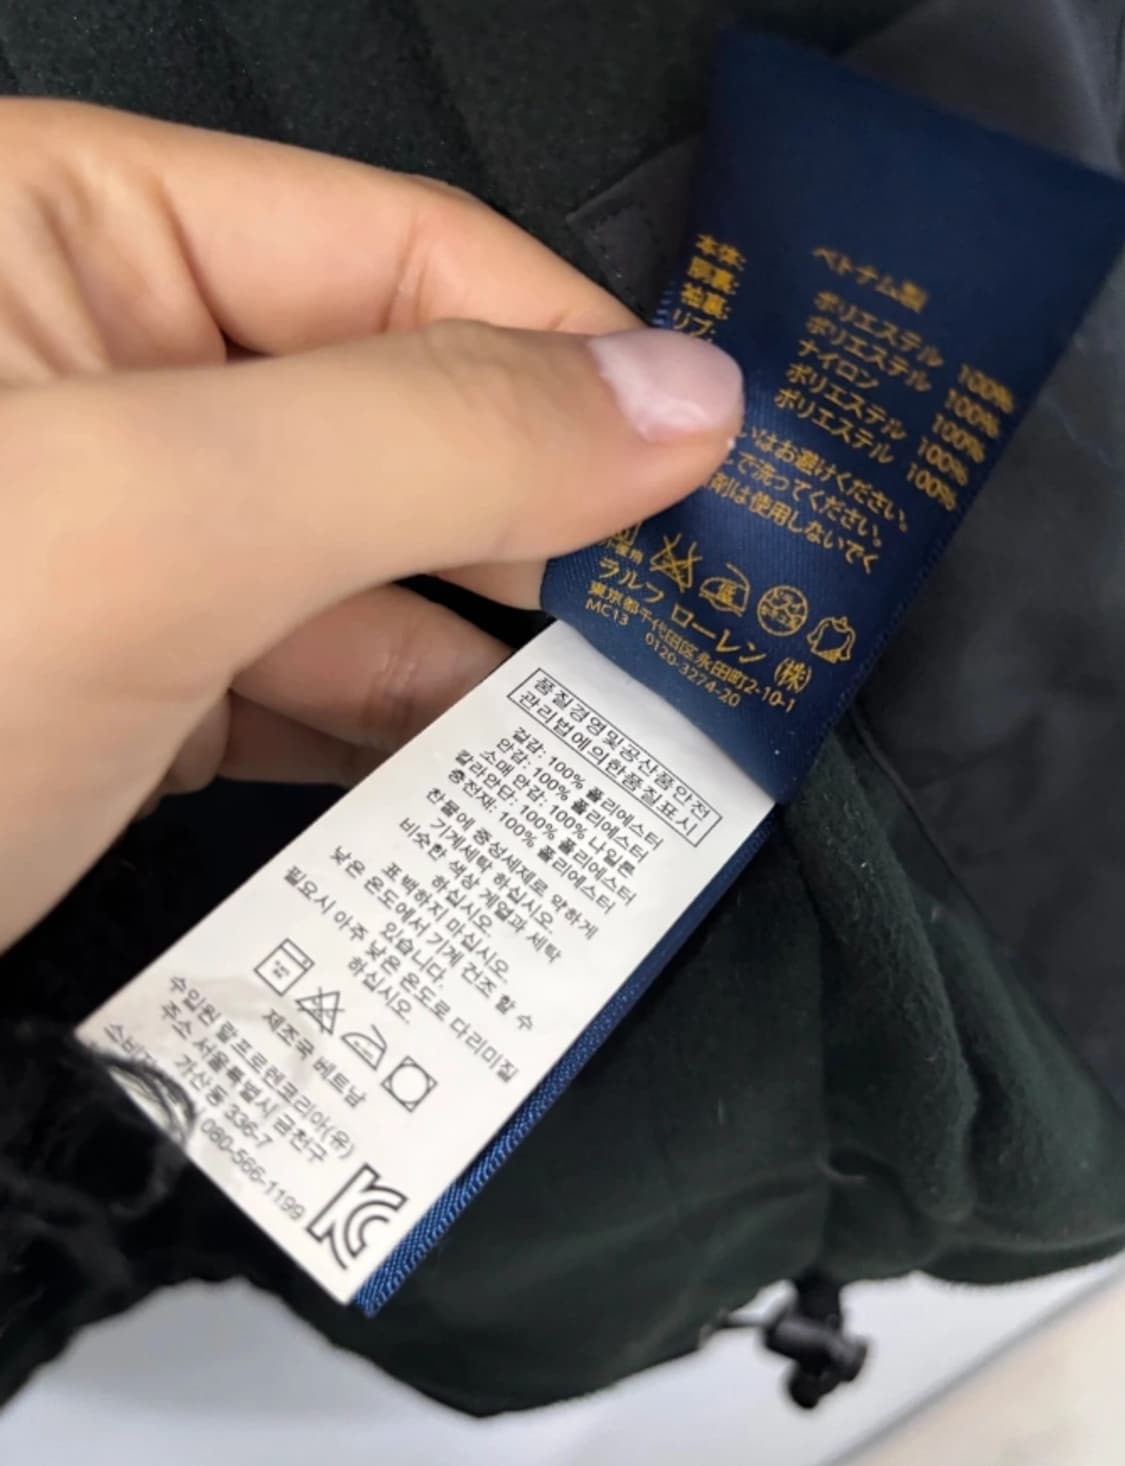 ベトナム製
本体: ポリエステル 100%
胴裏: ポリエステル 100%
袖裏: ナイロン 100%
リブ: ポリエステル 100%
ポリエステル 100%
いはお避けください。
で洗ってください。
剤は使用しないでく
ラルフ ローレン (株)
東京都千代田区永田町2-10-1
MC13 0120-3274-20
품질경영및공산품안전
관리법에의한품질표시
겉감: 100% 폴리에스터
안감: 100% 폴리에스터
소매 안감: 100% 나일론
칼라안단: 100% 폴리에스터
충전재: 100% 폴리에스터
찬물에 중성세제로 약하게
기계세탁 하십시오.
비슷한 색상 계열과 세탁
하십시오.
표백하지 마십시오.
낮은 온도에서 기계 건조 할 수
있습니다.
필요시 아주 낮은 온도로 다리미질
하십시오.
제조국 베트남
수입원 랄프로렌코리아(유)
주소 서울특별시 금천구
가산동 336-7
080-566-1199